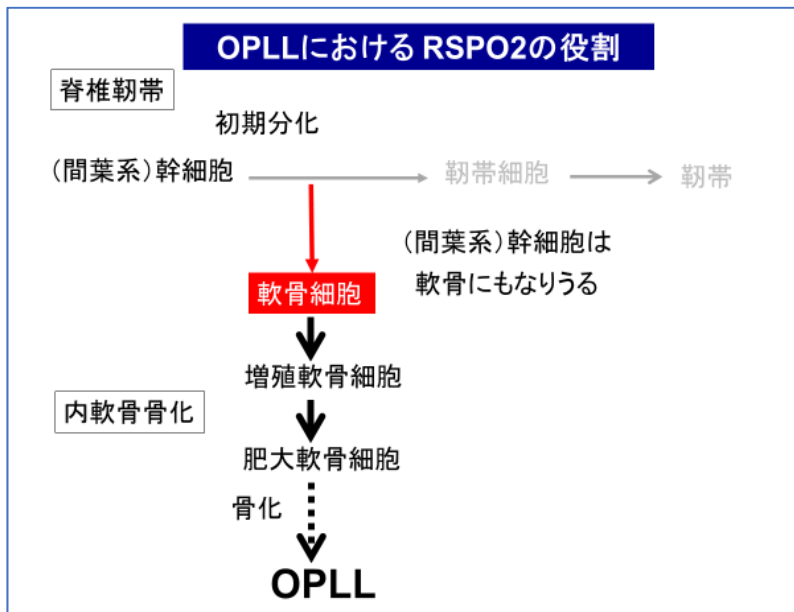 OPLLにおけるRSPO2の役割
脊椎靭帯
初期分化
(間葉系)幹細胞
靭帯細胞
靭帯
(間葉系)幹細胞は
軟骨にもなりうる
軟骨細胞
増殖軟骨細胞
内軟骨骨化
肥大軟骨細胞
骨化
OPLL